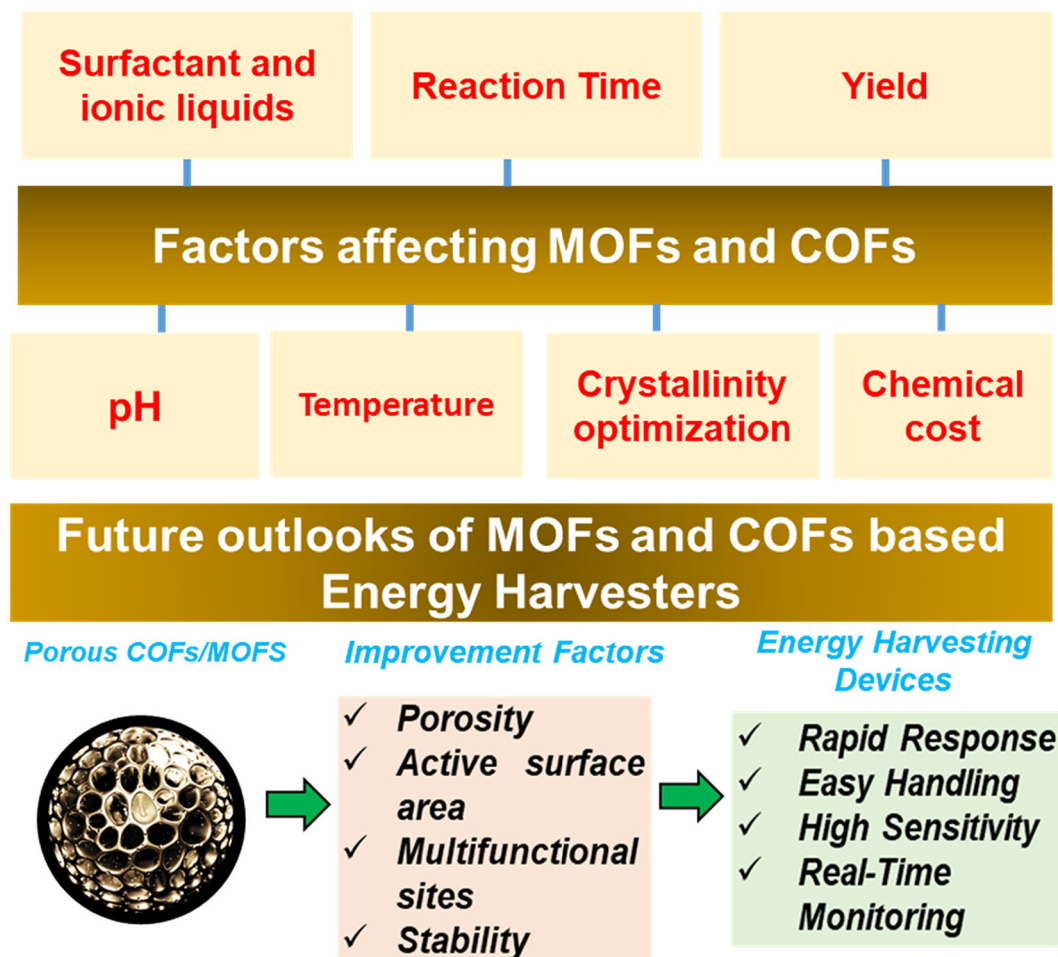 Surfactant and
ionic liquids
Reaction Time
Yield
Factors affecting MOFs and COFs
pH
Temperature
Crystallinity
optimization
Chemical
cost
Future outlooks of MOFs and COFs based
Energy Harvesters
Porous COFs/MOFS
Improvement Factors
Energy Harvesting
Devices
✓ Porosity
✓ Active surface
area
✓ Multifunctional
sites
✓ Stability
✓ Rapid Response
✓ Easy Handling
✓ High Sensitivity
✓ Real-Time
Monitoring